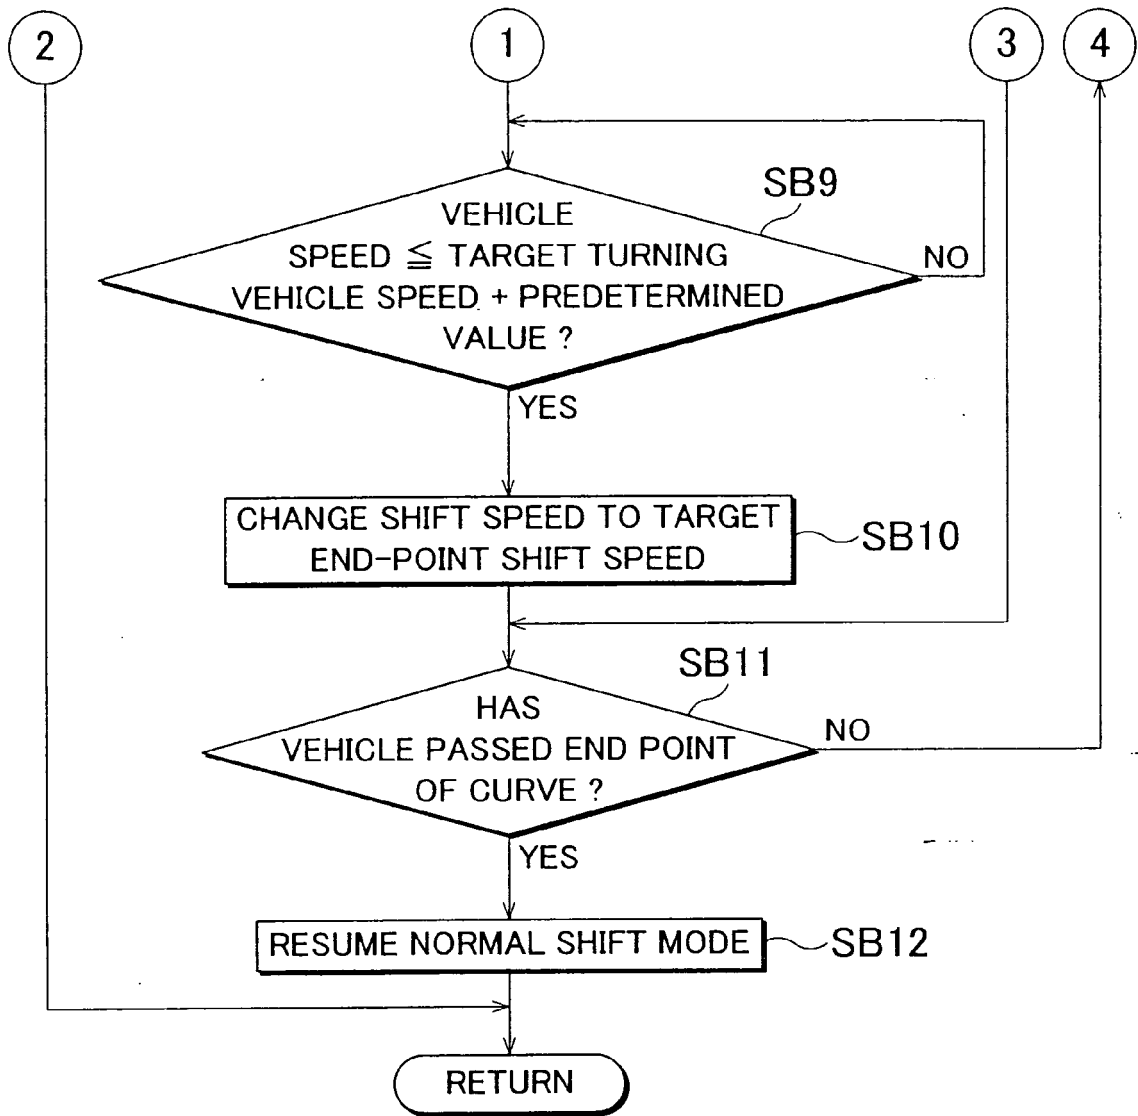 2
1
3
4
SB9
VEHICLE
SPEED ≦ TARGET TURNING
VEHICLE SPEED + PREDETERMINED
VALUE ?
NO
YES
CHANGE SHIFT SPEED TO TARGET
END-POINT SHIFT SPEED
SB10
SB11
HAS
VEHICLE PASSED END POINT
OF CURVE ?
NO
YES
RESUME NORMAL SHIFT MODE
SB12
RETURN